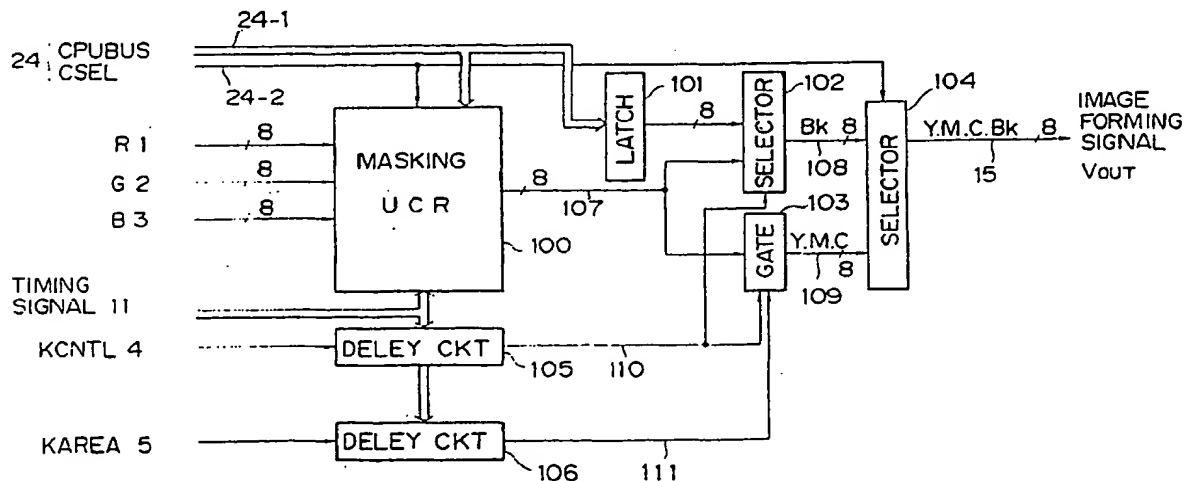 24-1
24 CPUBUS
CSEL
24-2
R 1
8
G 2
8
B 3
8
MASKING
UCR
100
8
107
LATCH
101
8
SELECTOR
102
Bk
8
108
GATE
103
Y.M.C
8
109
SELECTOR
104
Y.M.C.Bk
8
15
IMAGE
FORMING
SIGNAL
VOUT
TIMING
SIGNAL 11
KCNTL 4
DELEY CKT
105
110
KAREA 5
DELEY CKT
106
111